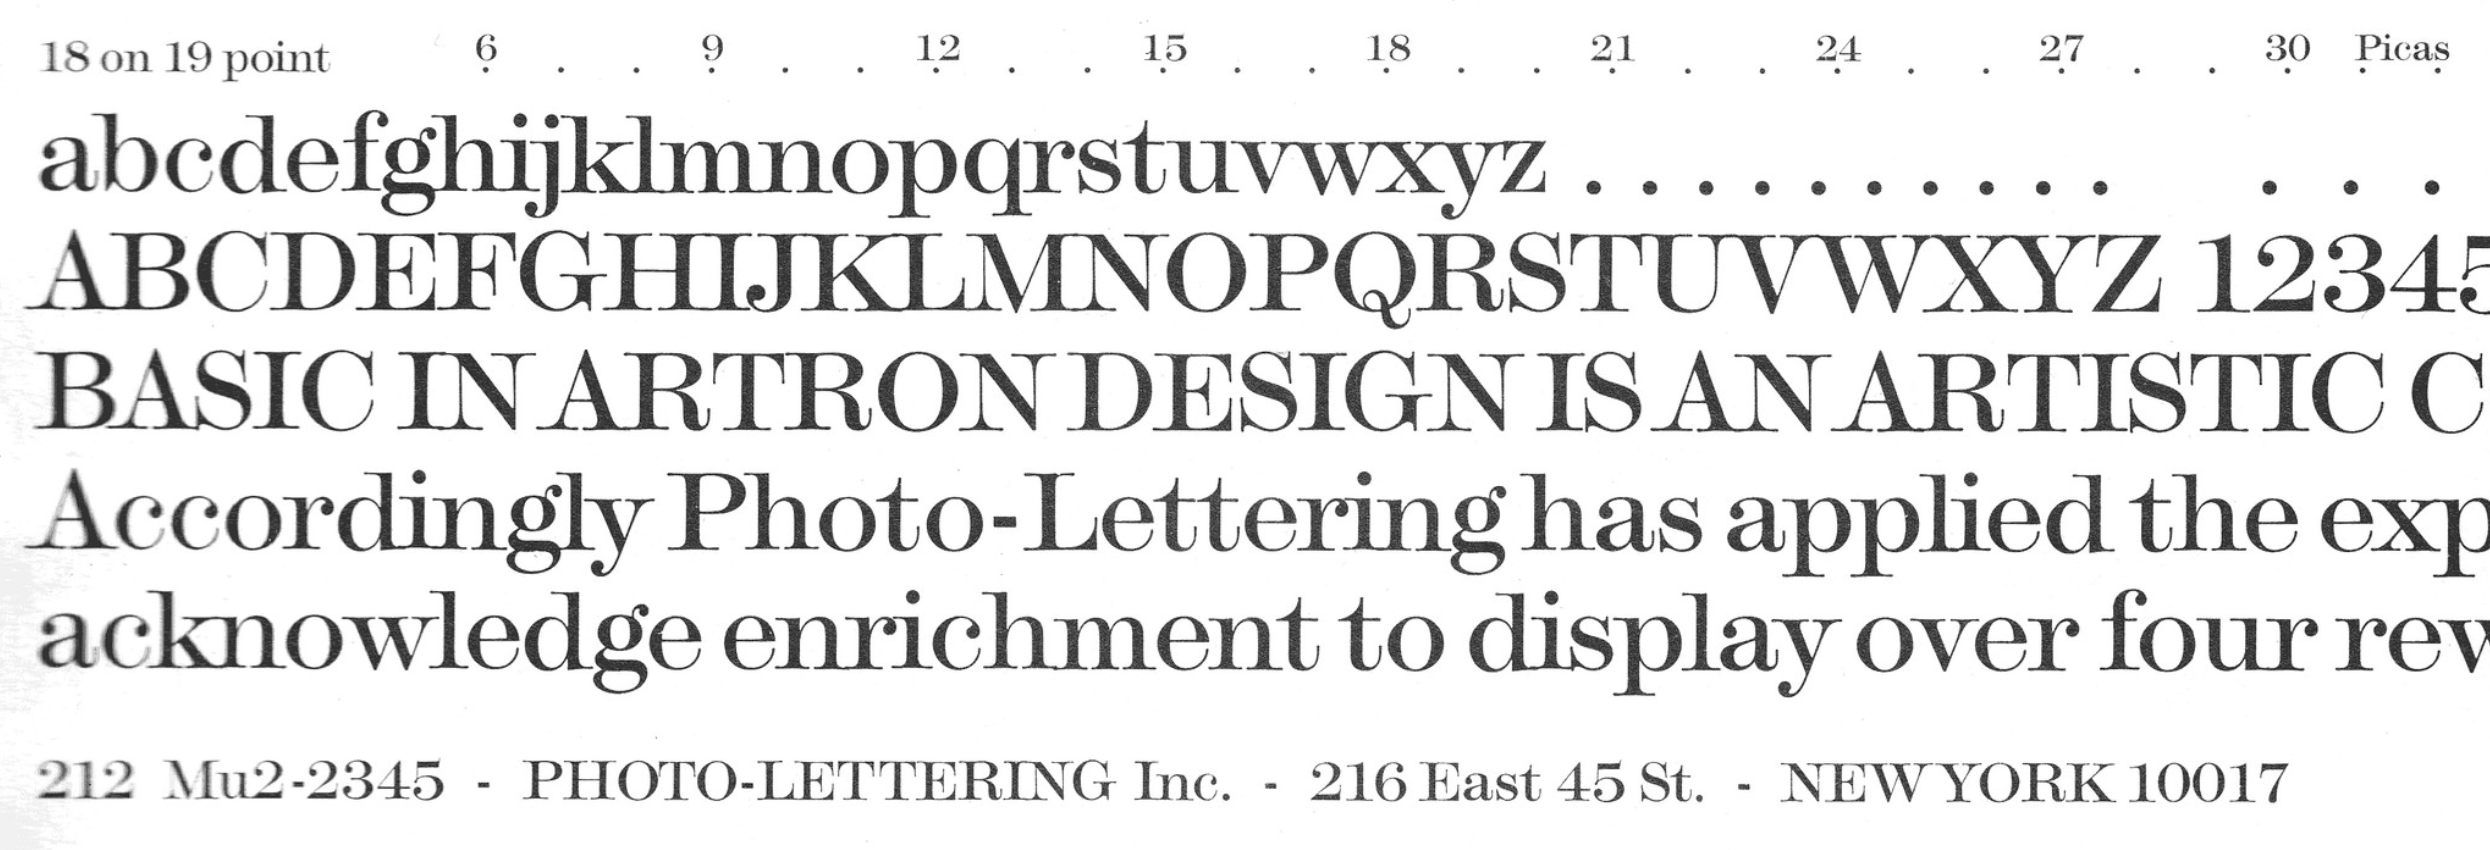 18 on 19 point 6 . . 9 . . 12 . . 15 . . 18 . . 21 . . 24 . . 27 . . 30 Picas
abcdefghijklmnopqrstuvwxyz . . . . . . . . . . . . .
ABCDEFGHIJKLMNOPQRSTUVWXYZ 12345
BASIC IN ARTRON DESIGN IS AN ARTISTIC C
Accordingly Photo-Lettering has applied the exp
acknowledge enrichment to display over four rew
212 Mu2-2345 - PHOTO-LETTERING Inc. - 216 East 45 St. - NEW YORK 10017